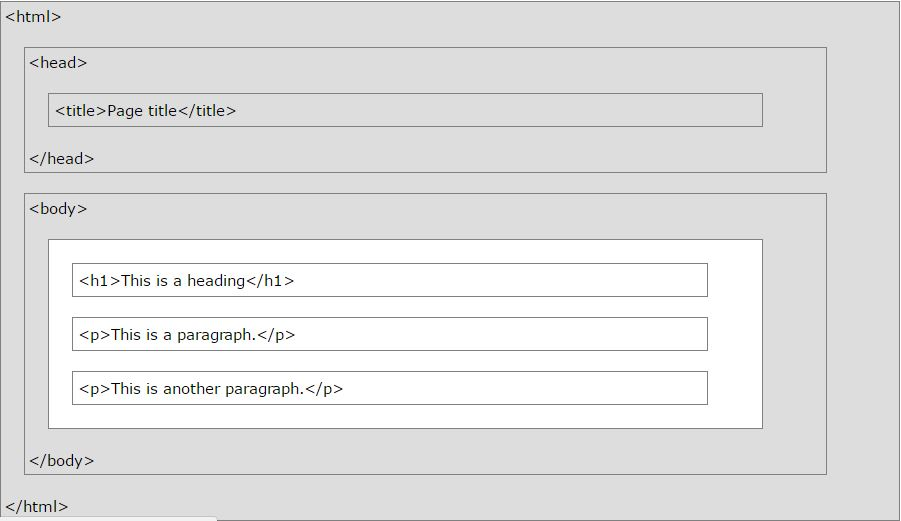 <html>
<head>
<title>Page title</title>
</head>
<body>
<h1>This is a heading</h1>
<p>This is a paragraph.</p>
<p>This is another paragraph.</p>
</body>
</html>